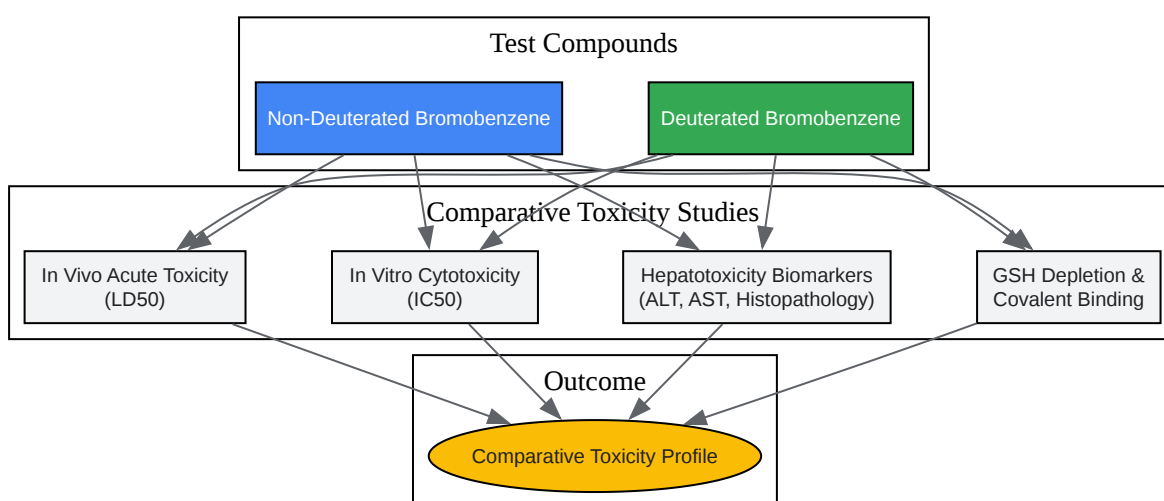 Test Compounds
Non-Deuterated Bromobenzene
Deuterated Bromobenzene
Comparative Toxicity Studies
In Vivo Acute Toxicity
(LD50)
In Vitro Cytotoxicity
(IC50)
Hepatotoxicity Biomarkers
(ALT, AST, Histopathology)
GSH Depletion &
Covalent Binding
Outcome
Comparative Toxicity Profile